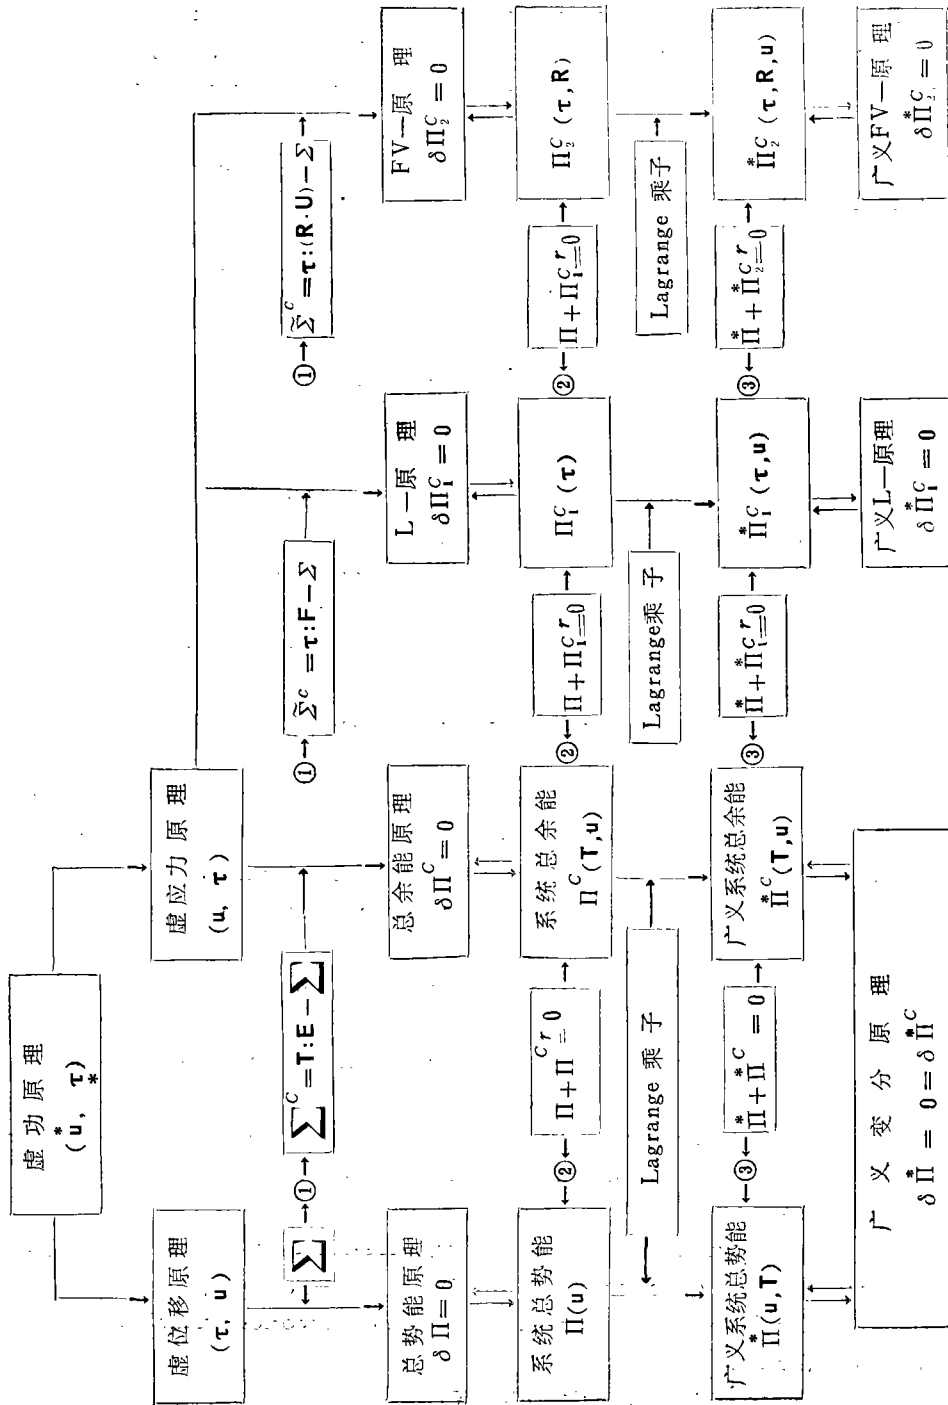 虚功原理
(u*, τ*)
虚位移原理
(τ, u)
虚应力原理
(u, τ)
∑
①
∑^C = T:E − ∑
①
Σ̃^C = τ:F − Σ
①
Σ̃^C = τ:(R·U) − Σ
总势能原理
δΠ = 0
总余能原理
δΠ^C = 0
L—原理
δΠ₁^C = 0
FV—原理
δΠ₂^C = 0
系统总势能
Π(u)
②
Π + Π^C r= 0
系统总余能
Π^C(T,u)
②
Π + Π₁^C r= 0
Π₁^C(τ)
②
Π + Π₁^C r= 0
Π₂^C(τ,R)
Lagrange 乘子
Lagrange乘子
Lagrange 乘子
广义系统总势能
Π*(u,T)
③
Π* + Π*^C = 0
广义系统总余能
Π*^C(T,u)
③
Π* + Π*₁^C r= 0
Π*₁^C(τ,u)
③
Π* + Π*₂^C r= 0
Π*₂^C(τ,R,u)
广义变分原理
δΠ* = 0 = δΠ*^C
广义L—原理
δΠ*₁^C = 0
广义FV—原理
δΠ*₂^C = 0